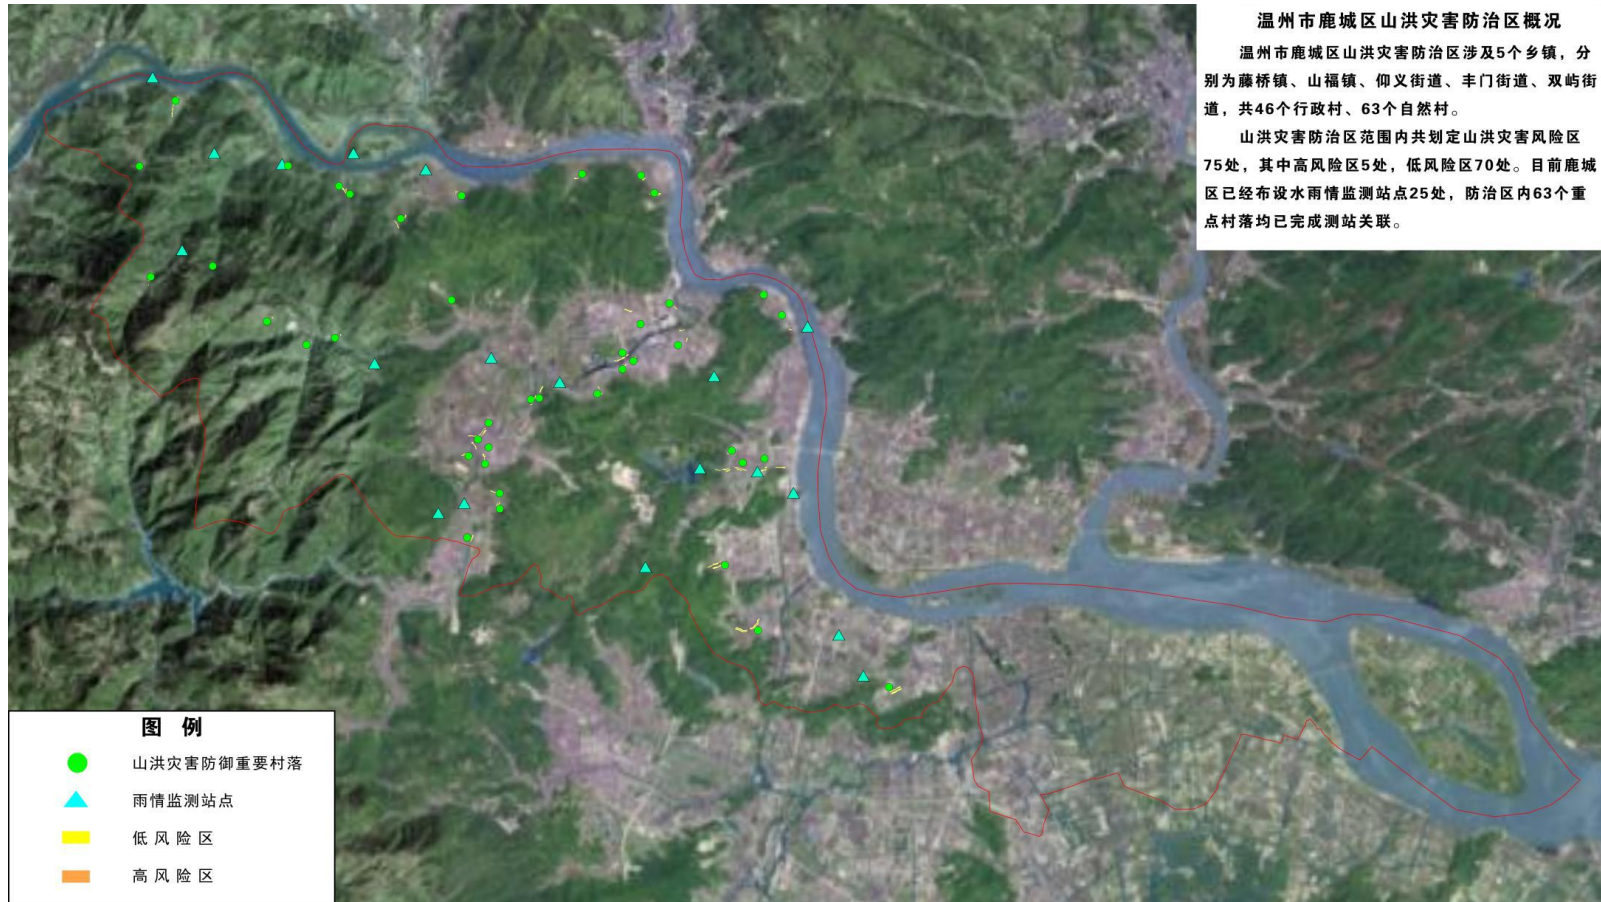 温州市鹿城区山洪灾害防治区概况
温州市鹿城区山洪灾害防治区涉及5个乡镇，分
别为藤桥镇、山福镇、仰义街道、丰门街道、双屿街
道，共46个行政村、63个自然村。
山洪灾害防治区范围内共划定山洪灾害风险区
75处，其中高风险区5处，低风险区70处。目前鹿城
区已经布设水雨情监测站点25处，防治区内63个重
点村落均已完成测站关联。
图 例
山洪灾害防御重要村落
雨情监测站点
低 风 险 区
高 风 险 区